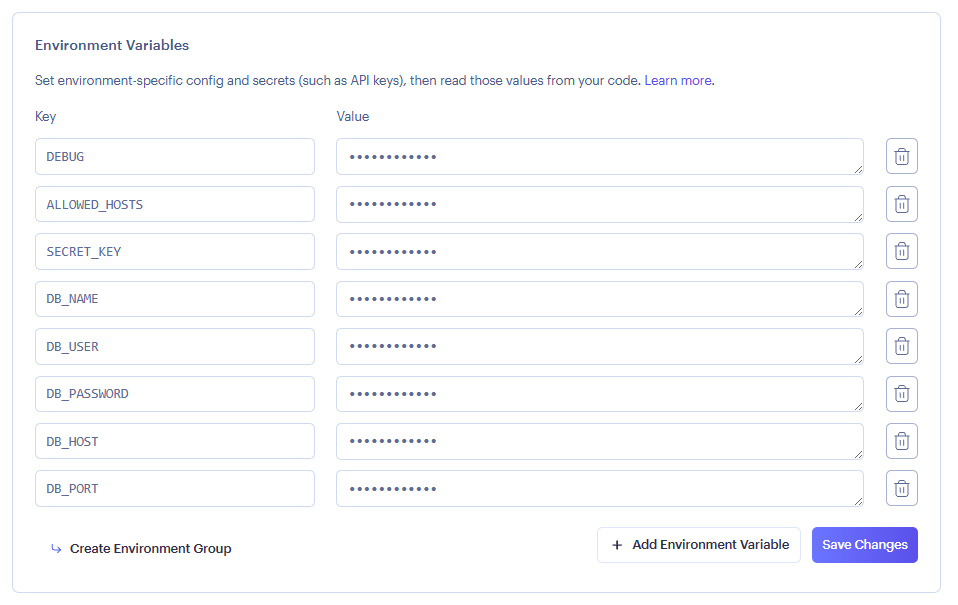 Environment Variables
Set environment-specific config and secrets (such as API keys), then read those values from your code. Learn more.
Key Value
DEBUG ••••••••••••
ALLOWED_HOSTS ••••••••••••
SECRET_KEY ••••••••••••
DB_NAME ••••••••••••
DB_USER ••••••••••••
DB_PASSWORD ••••••••••••
DB_HOST ••••••••••••
DB_PORT ••••••••••••
Create Environment Group + Add Environment Variable Save Changes